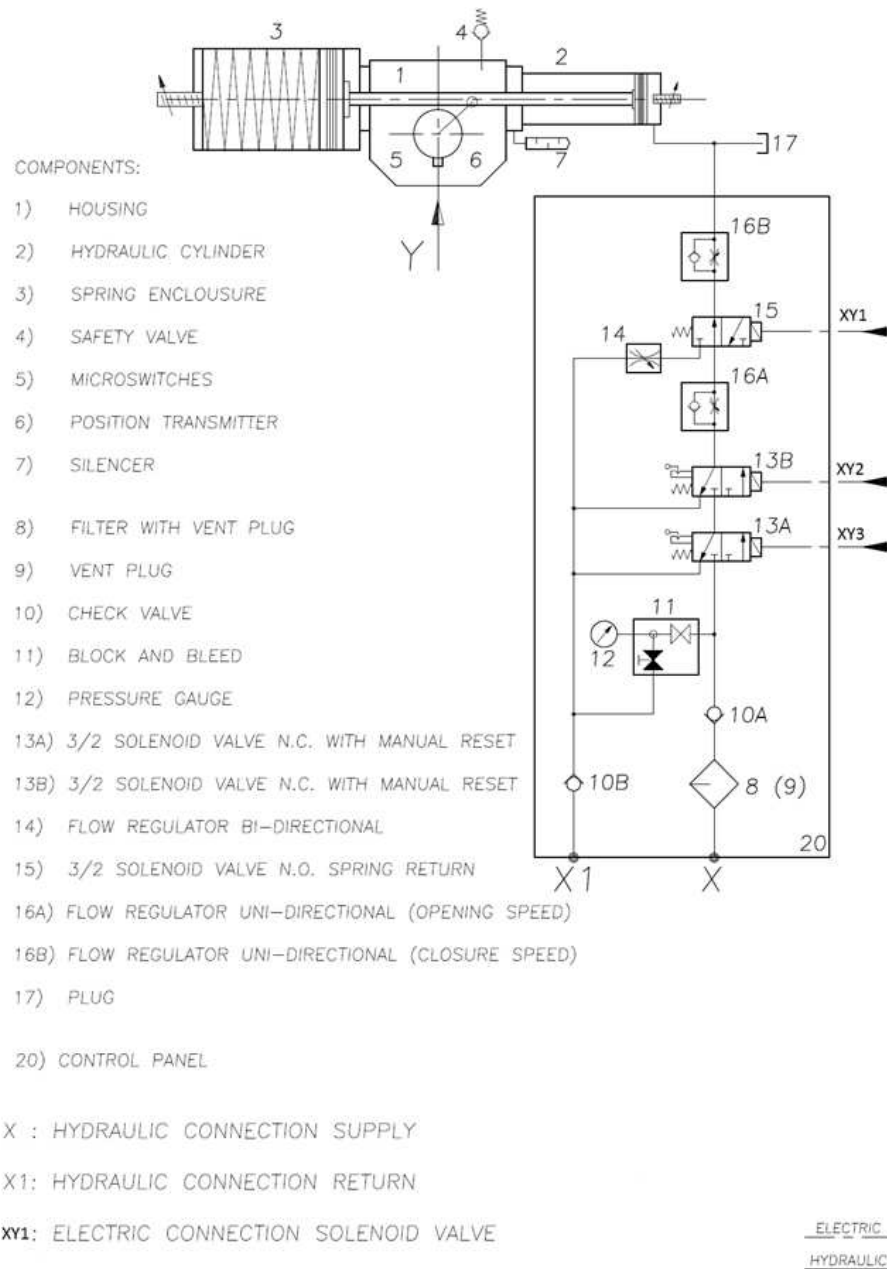 3
4
2
1
17
5
6
7
COMPONENTS:
1) HOUSING
2) HYDRAULIC CYLINDER
3) SPRING ENCLOUSURE
4) SAFETY VALVE
5) MICROSWITCHES
6) POSITION TRANSMITTER
7) SILENCER
8) FILTER WITH VENT PLUG
9) VENT PLUG
10) CHECK VALVE
11) BLOCK AND BLEED
12) PRESSURE GAUGE
13A) 3/2 SOLENOID VALVE N.C. WITH MANUAL RESET
13B) 3/2 SOLENOID VALVE N.C. WITH MANUAL RESET
14) FLOW REGULATOR BI-DIRECTIONAL
15) 3/2 SOLENOID VALVE N.O. SPRING RETURN
16A) FLOW REGULATOR UNI-DIRECTIONAL (OPENING SPEED)
16B) FLOW REGULATOR UNI-DIRECTIONAL (CLOSURE SPEED)
17) PLUG
20) CONTROL PANEL
X : HYDRAULIC CONNECTION SUPPLY
X1: HYDRAULIC CONNECTION RETURN
XY1: ELECTRIC CONNECTION SOLENOID VALVE
Y
16B
15
XY1
14
16A
13B
XY2
13A
XY3
11
12
10A
10B
8 (9)
20
X1
X
ELECTRIC
HYDRAULIC